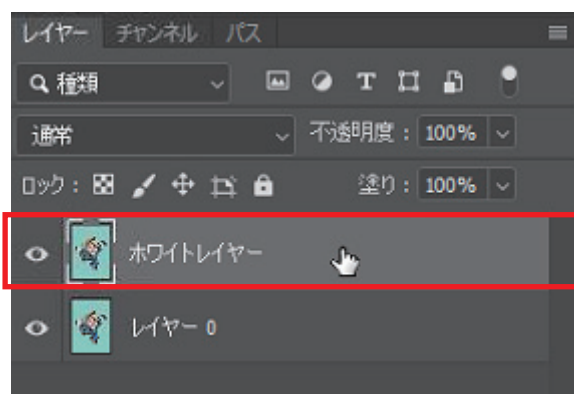 レイヤー チャンネル パス
種類 T
通常 不透明度： 100%
ロック： 塗り： 100%
ホワイトレイヤー
レイヤー 0